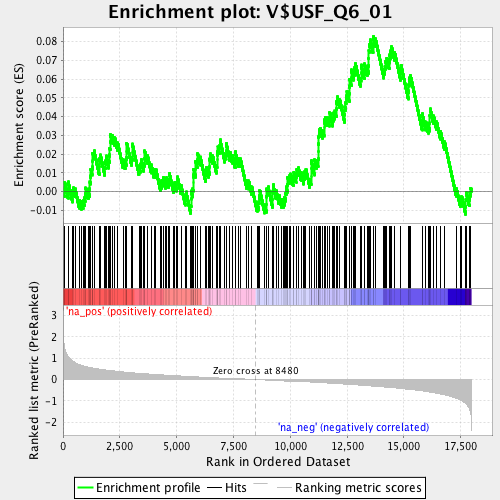 Enrichment plot: V$USF_Q6_01
Enrichment score (ES)
0.08
0.07
0.06
0.05
0.04
0.03
0.02
0.01
0.00
-0.01
'na_pos' (positively correlated)
Ranked list metric (PreRanked)
3
2
1
0
-1
-2
Zero cross at 8480
'na_neg' (negatively correlated)
0
2,500
5,000
7,500
10,000
12,500
15,000
17,500
Rank in Ordered Dataset
Enrichment profile
Hits
Ranking metric scores